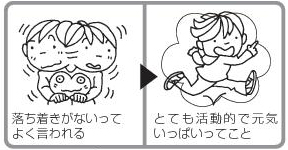 落ち着きがないって
よく言われる
とても活動的で元気
いっぱいってこと